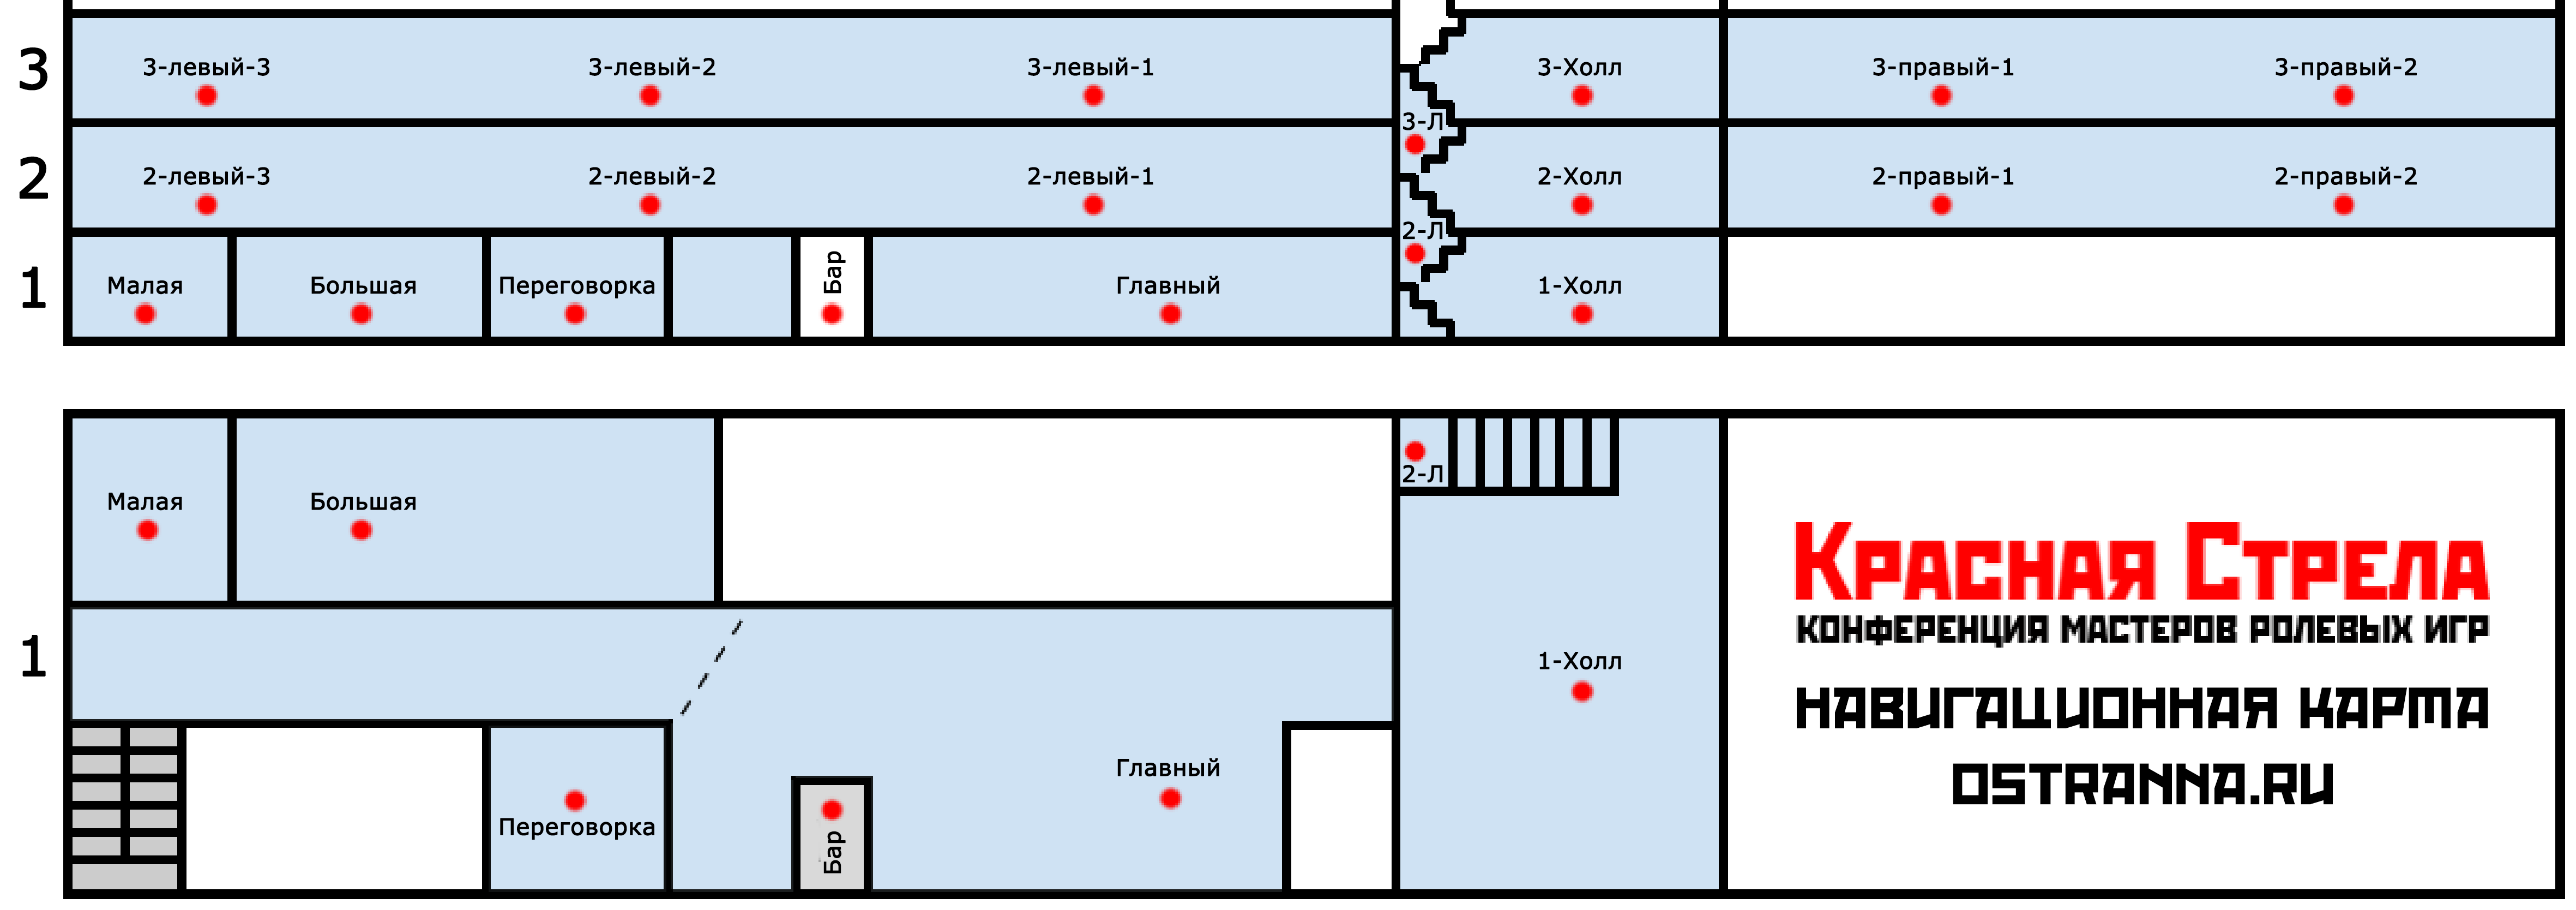 3
3-левый-3
3-левый-2
3-левый-1
3-Холл
3-правый-1
3-правый-2
3-Л
2
2-левый-3
2-левый-2
2-левый-1
2-Холл
2-правый-1
2-правый-2
2-Л
1
Малая
Большая
Переговорка
Бар
Главный
1-Холл
2-Л
Малая
Большая
КРАСНАЯ СТРЕЛА
КОНФЕРЕНЦИЯ МАСТЕРОВ РОЛЕВЫХ ИГР
1
1-Холл
НАВИГАЦИОННАЯ КАРТА
Главный
OSTRANNA.RU
Переговорка
Бар